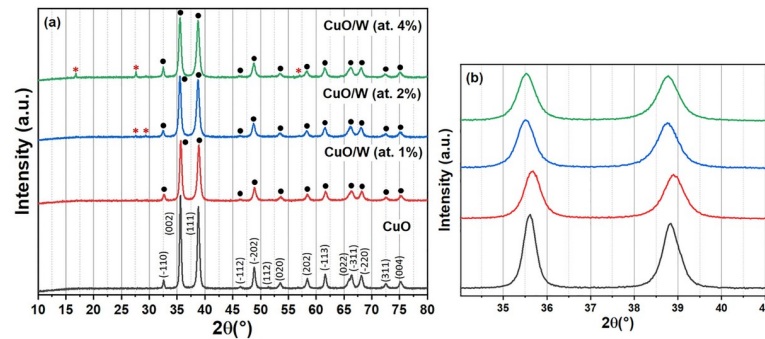 (a)
CuO/W (at. 4%)
CuO/W (at. 2%)
CuO/W (at. 1%)
CuO
(-110)
(002)
(111)
(-112)
(-202)
(112)
(020)
(202)
(-113)
(022)
(-311)
(-220)
(311)
(004)
Intensity (a.u.)
10 15 20 25 30 35 40 45 50 55 60 65 70 75 80
2θ(°)
(b)
Intensity (a.u.)
35 36 37 38 39 40 41
2θ(°)